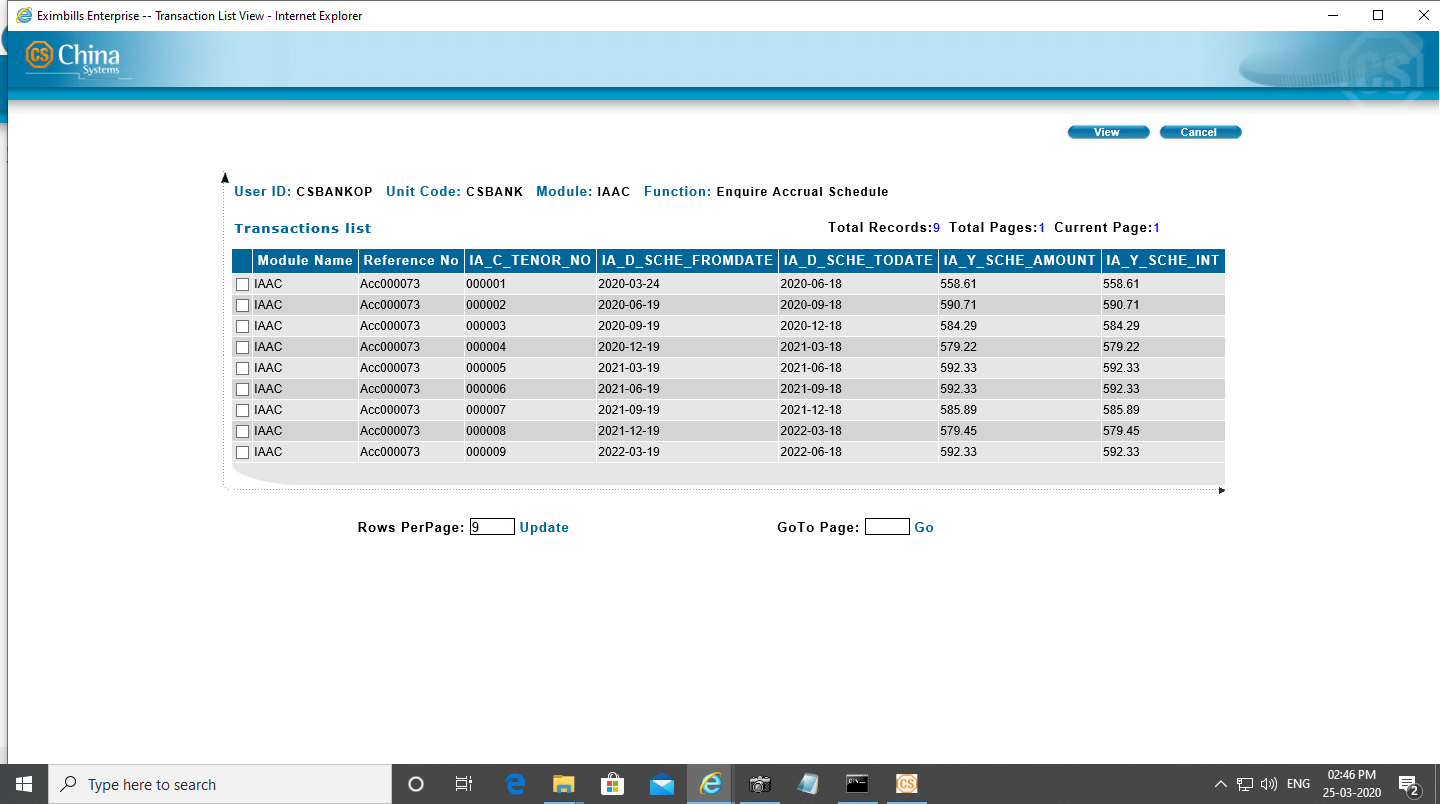 Eximbills Enterprise -- Transaction List View - Internet Explorer
CS China
Systems
CS
View Cancel
User ID: CSBANKOP Unit Code: CSBANK Module: IAAC Function: Enquire Accrual Schedule
Transactions list Total Records:9 Total Pages:1 Current Page:1
Module Name Reference No IA_C_TENOR_NO IA_D_SCHE_FROMDATE IA_D_SCHE_TODATE IA_Y_SCHE_AMOUNT IA_Y_SCHE_INT
IAAC Acc000073 000001 2020-03-24 2020-06-18 558.61 558.61
IAAC Acc000073 000002 2020-06-19 2020-09-18 590.71 590.71
IAAC Acc000073 000003 2020-09-19 2020-12-18 584.29 584.29
IAAC Acc000073 000004 2020-12-19 2021-03-18 579.22 579.22
IAAC Acc000073 000005 2021-03-19 2021-06-18 592.33 592.33
IAAC Acc000073 000006 2021-06-19 2021-09-18 592.33 592.33
IAAC Acc000073 000007 2021-09-19 2021-12-18 585.89 585.89
IAAC Acc000073 000008 2021-12-19 2022-03-18 579.45 579.45
IAAC Acc000073 000009 2022-03-19 2022-06-18 592.33 592.33
Rows PerPage: 9 Update GoTo Page: Go
Type here to search CS ENG 02:46 PM
25-03-2020 2